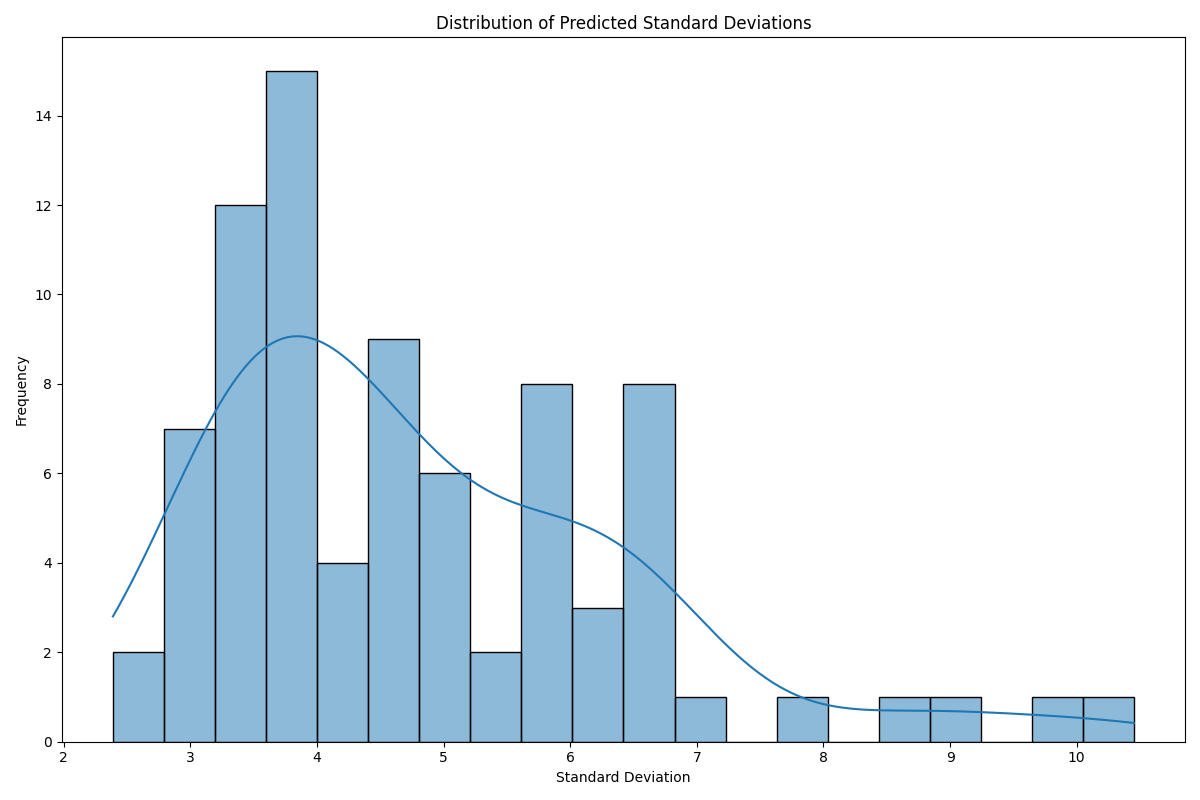 Distribution of Predicted Standard Deviations
Frequency
14
12
10
8
6
4
2
0
2 3 4 5 6 7 8 9 10
Standard Deviation